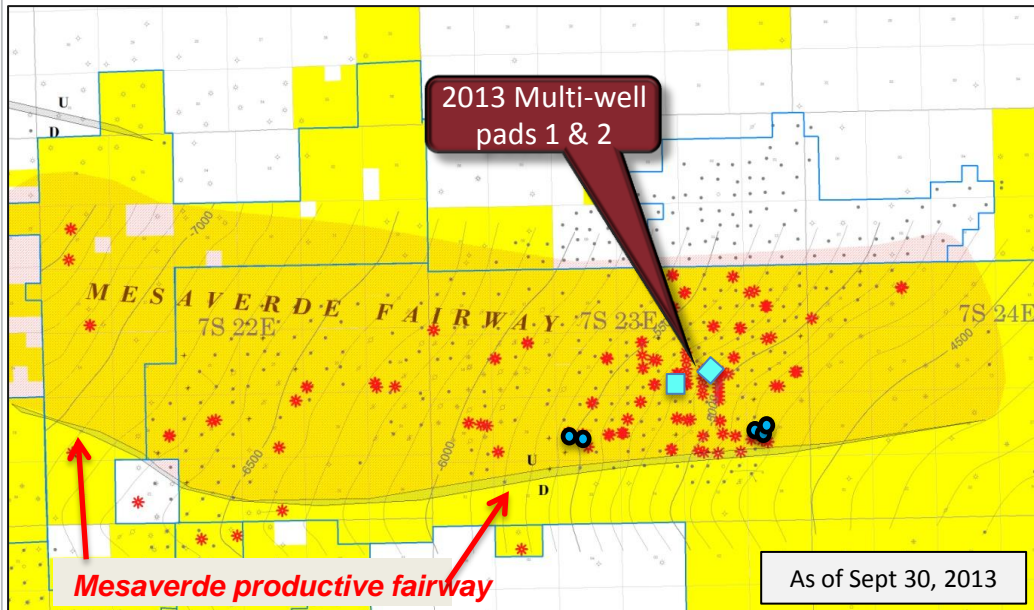 2013 Multi-well
pads 1 & 2
U
D
-7000
MESAVERDE FAIRWAY
7S 22E
7S 23E
7S 24E
4500
-6500
-6000
U
D
Mesaverde productive fairway
As of Sept 30, 2013